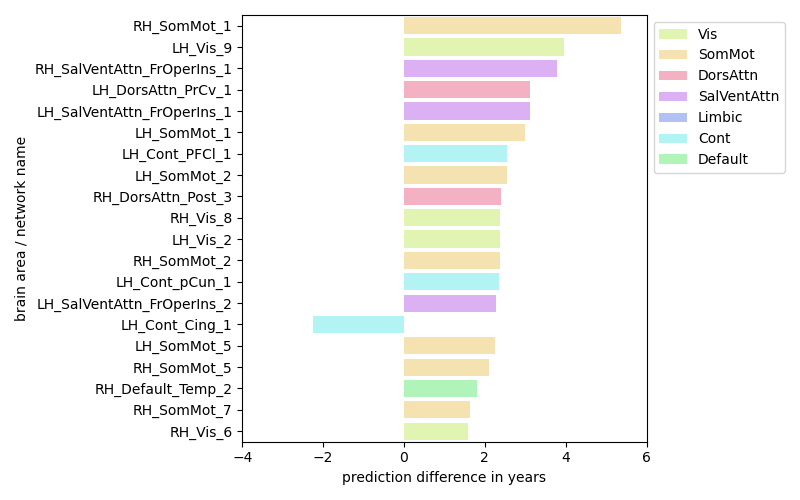 RH_SomMot_1
LH_Vis_9
RH_SalVentAttn_FrOperIns_1
LH_DorsAttn_PrCv_1
LH_SalVentAttn_FrOperIns_1
LH_SomMot_1
LH_Cont_PFCl_1
LH_SomMot_2
RH_DorsAttn_Post_3
RH_Vis_8
LH_Vis_2
RH_SomMot_2
LH_Cont_pCun_1
LH_SalVentAttn_FrOperIns_2
LH_Cont_Cing_1
LH_SomMot_5
RH_SomMot_5
RH_Default_Temp_2
RH_SomMot_7
RH_Vis_6
brain area / network name
−4 −2 0 2 4 6
prediction difference in years
Vis
SomMot
DorsAttn
SalVentAttn
Limbic
Cont
Default